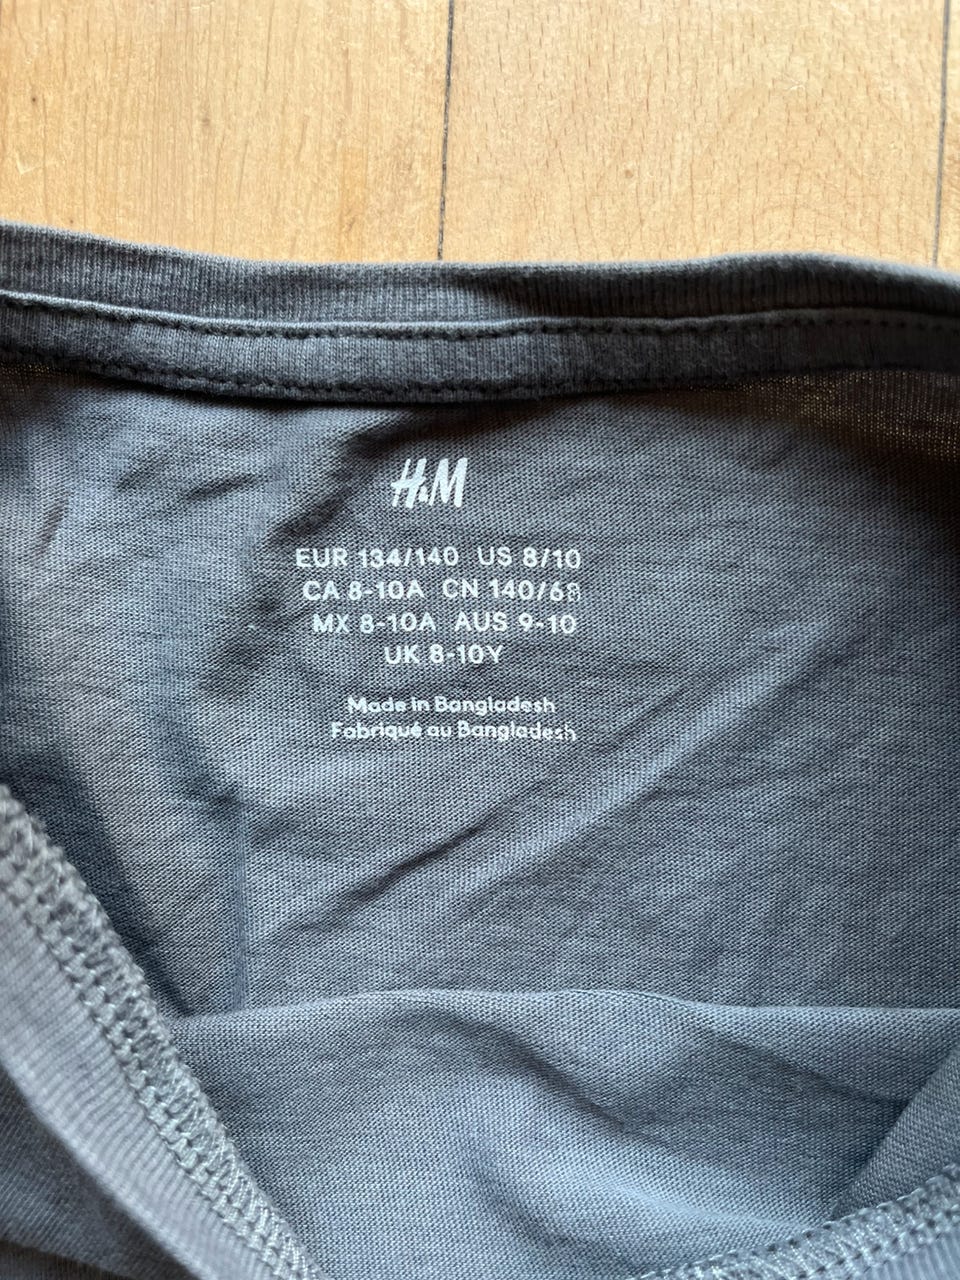 H&M
EUR 134/140 US 8/10
CA 8-10A CN 140/68
MX 8-10A AUS 9-10
UK 8-10Y
Made in Bangladesh
Fabriqué au Bangladesh